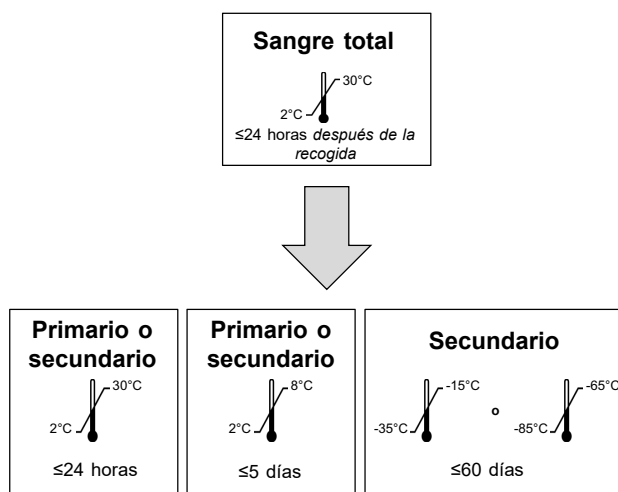 Sangre total
30°C
2°C
≤24 horas después de la
recogida
Primario o
secundario
30°C
2°C
≤24 horas
Primario o
secundario
8°C
2°C
≤5 días
Secundario
-15°C
-35°C
o
-65°C
-85°C
≤60 días